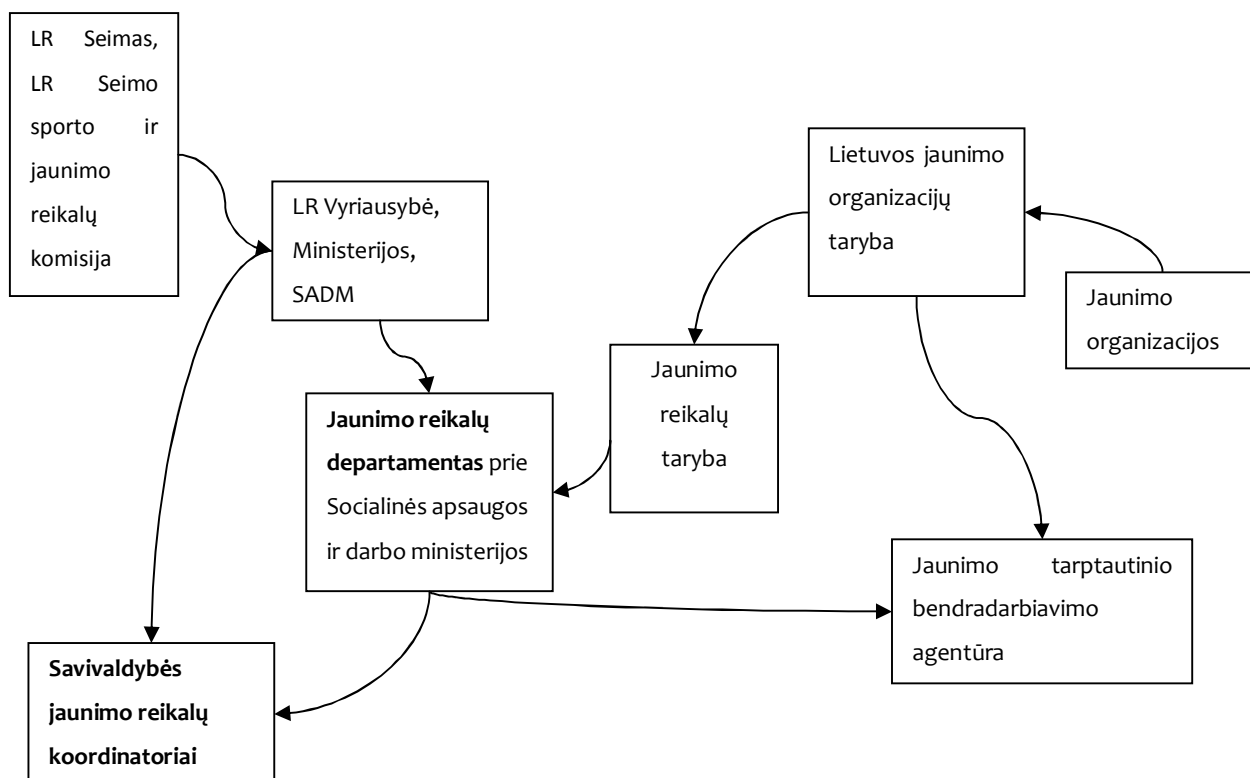 LR Seimas,
LR Seimo
sporto ir
jaunimo
reikalų
komisija
LR Vyriausybė,
Ministerijos,
SADM
Lietuvos jaunimo
organizacijų
taryba
Jaunimo
organizacijos
Jaunimo
reikalų
taryba
Jaunimo reikalų
departamentas prie
Socialinės apsaugos
ir darbo ministerijos
Jaunimo tarptautinio
bendradarbiavimo
agentūra
Savivaldybės
jaunimo reikalų
koordinatoriai